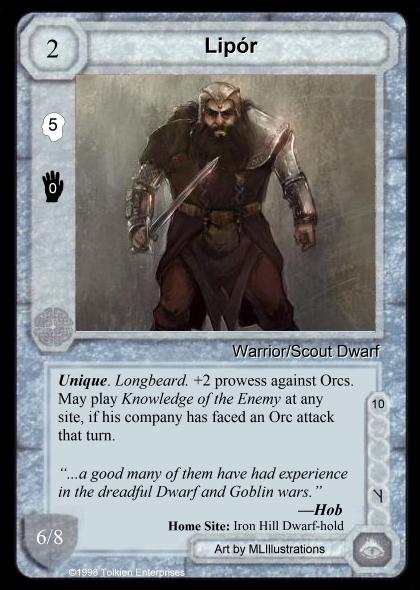 2
Lipór
5
0
Warrior/Scout Dwarf
Unique. Longbeard. +2 prowess against Orcs.
May play Knowledge of the Enemy at any
site, if his company has faced an Orc attack
that turn.
10
“...a good many of them have had experience
in the dreadful Dwarf and Goblin wars.”
—Hob
Home Site: Iron Hill Dwarf-hold
6/8
Art by MLIllustrations
©1998 Tolkien Enterprises